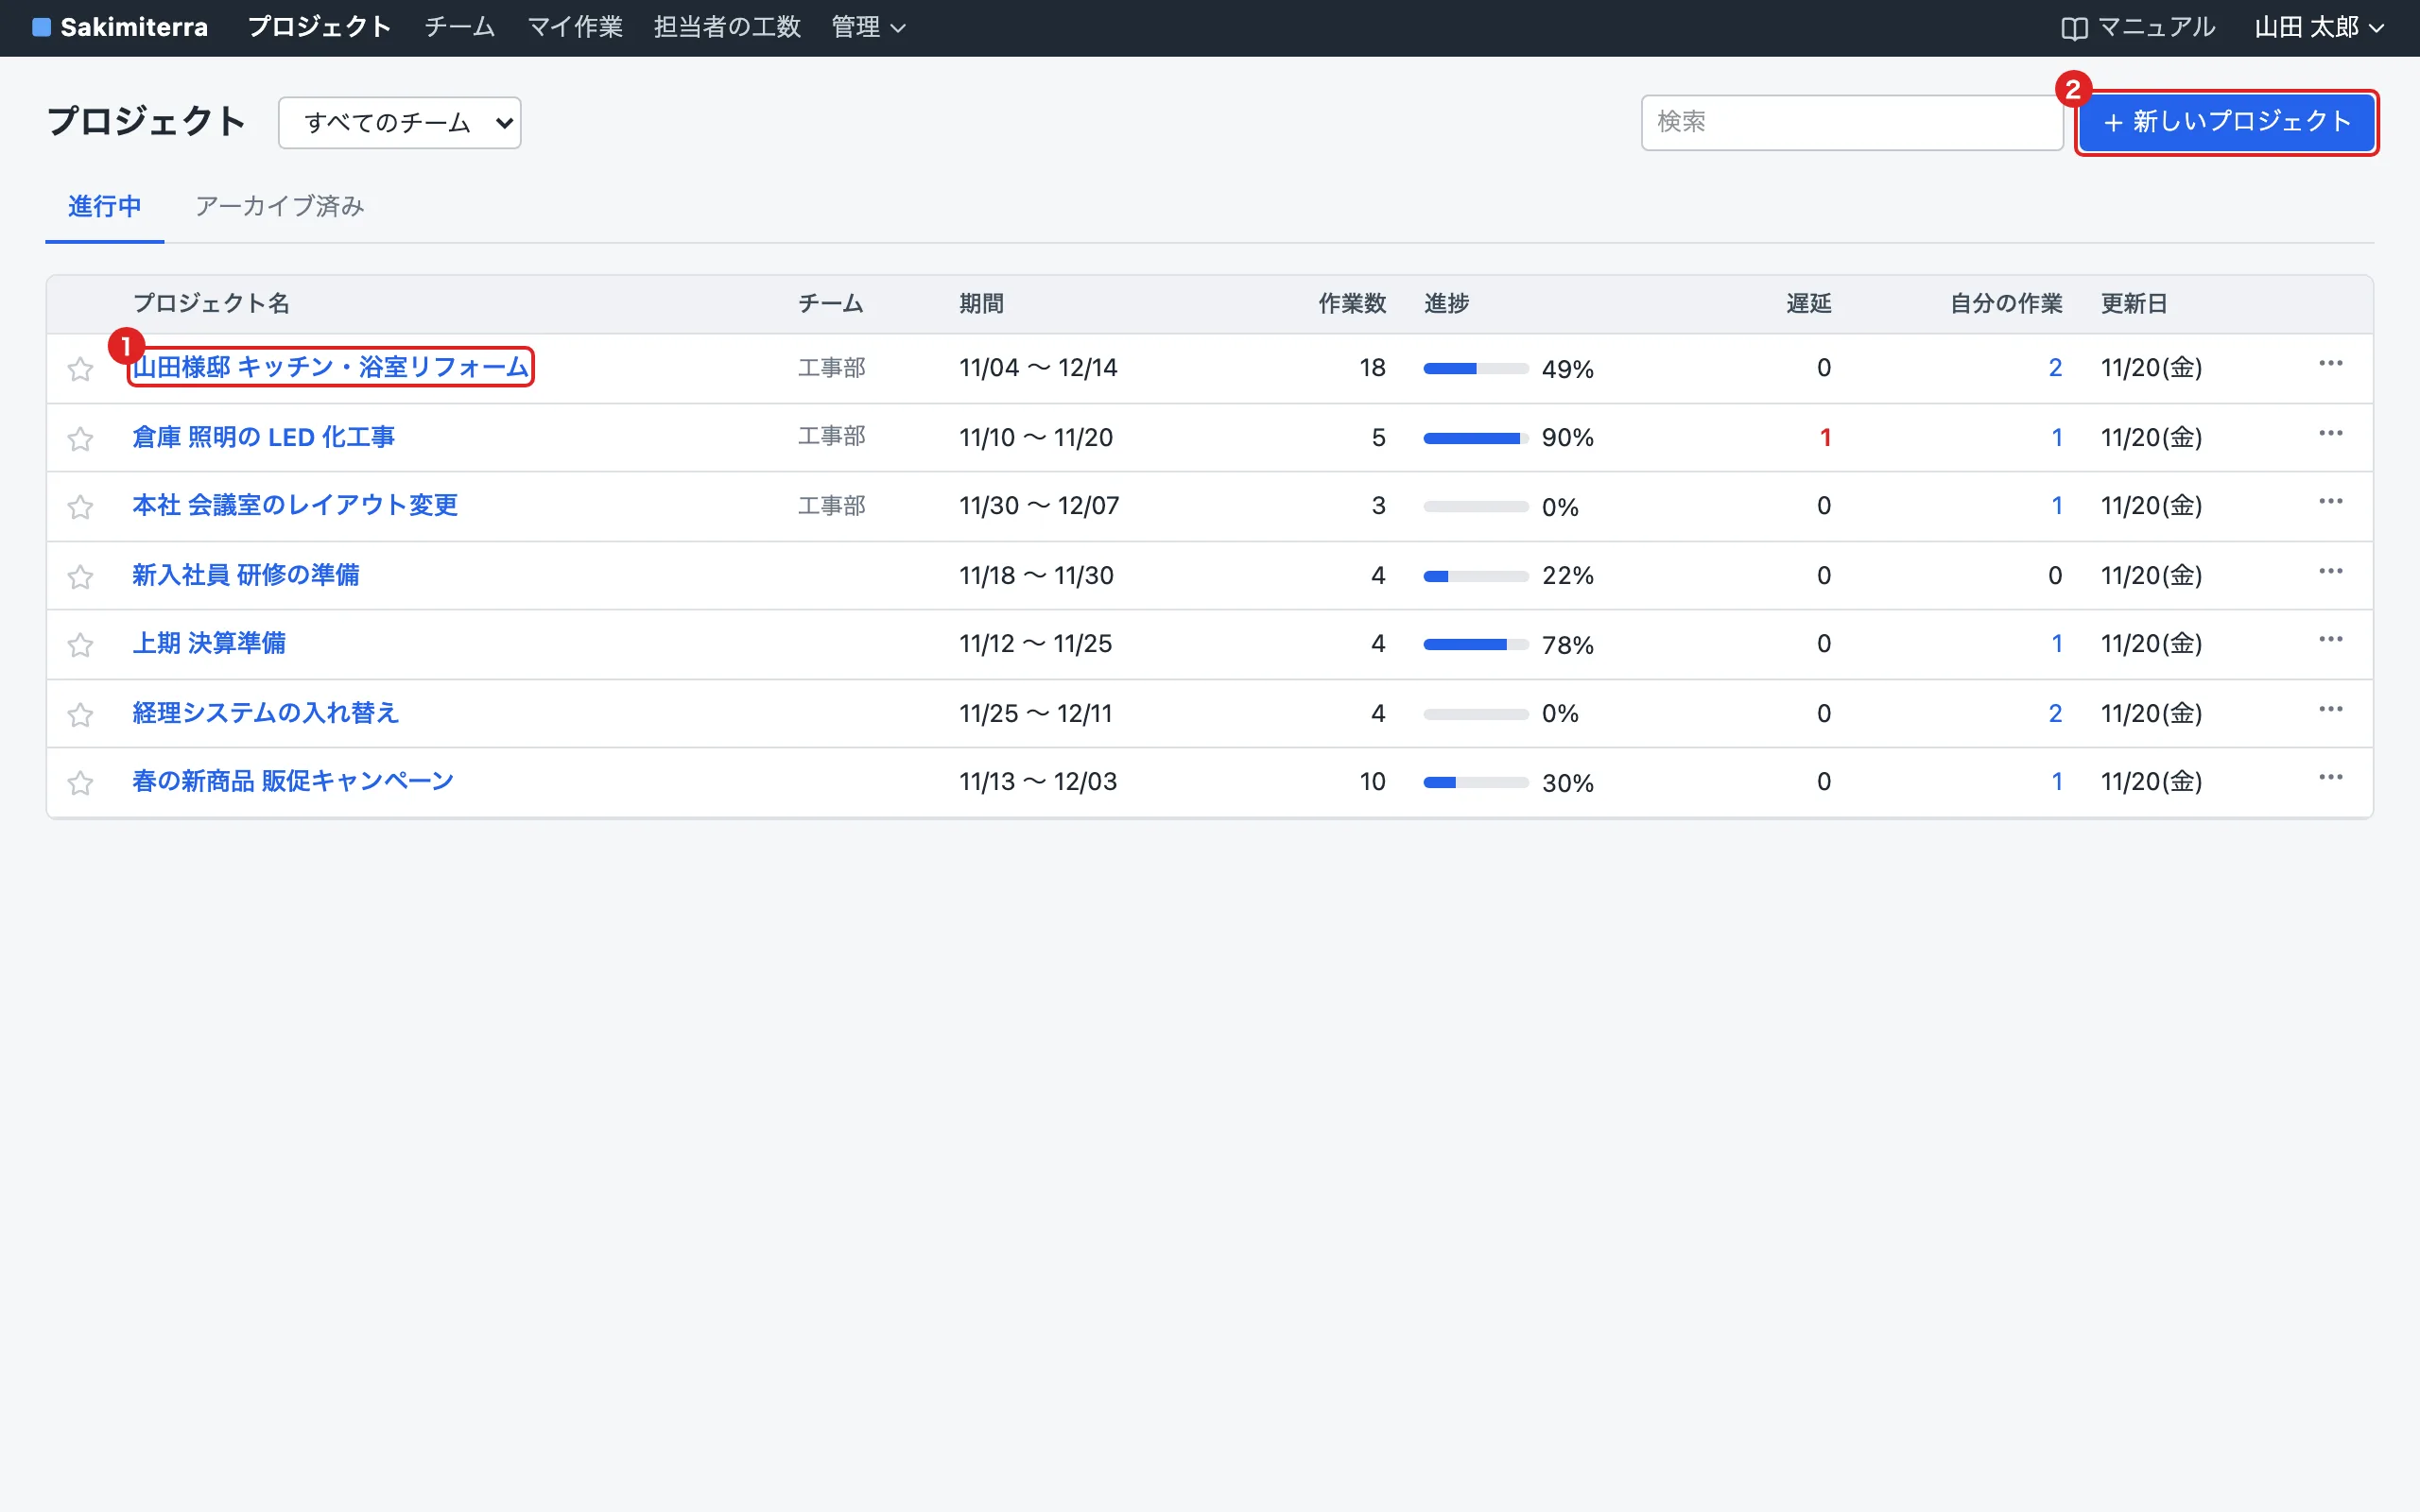 Sakimiterra プロジェクト チーム マイ作業 担当者の工数 管理 マニュアル 山田 太郎
プロジェクト すべてのチーム 検索 2 + 新しいプロジェクト
進行中 アーカイブ済み
プロジェクト名 チーム 期間 作業数 進捗 遅延 自分の作業 更新日
1 山田様邸 キッチン・浴室リフォーム 工事部 11/04 〜 12/14 18 49% 0 2 11/20(金) ···
倉庫 照明の LED 化工事 工事部 11/10 〜 11/20 5 90% 1 1 11/20(金) ···
本社 会議室のレイアウト変更 工事部 11/30 〜 12/07 3 0% 0 1 11/20(金) ···
新入社員 研修の準備 11/18 〜 11/30 4 22% 0 0 11/20(金) ···
上期 決算準備 11/12 〜 11/25 4 78% 0 1 11/20(金) ···
経理システムの入れ替え 11/25 〜 12/11 4 0% 0 2 11/20(金) ···
春の新商品 販促キャンペーン 11/13 〜 12/03 10 30% 0 1 11/20(金) ···